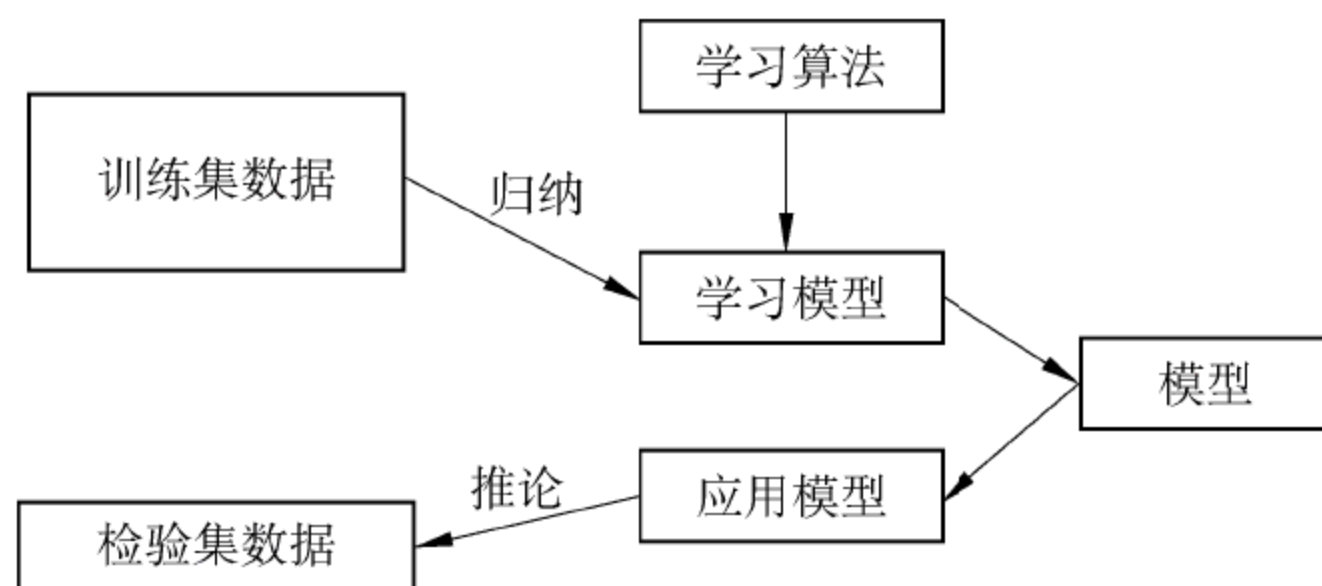 学习算法
训练集数据
归纳
学习模型
模型
推论
应用模型
检验集数据